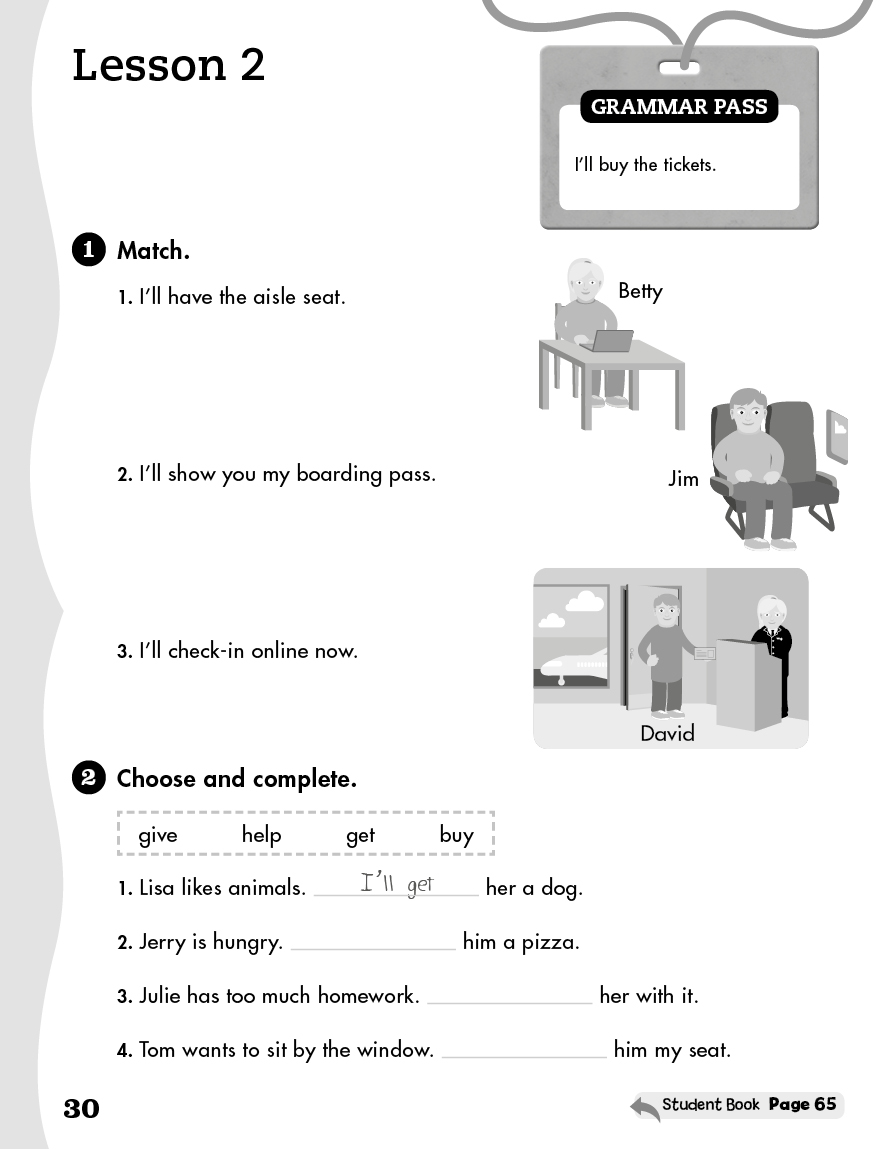 Lesson 2
GRAMMAR PASS
I'll buy the tickets.
1 Match.
1. I'll have the aisle seat.
Betty
2. I'll show you my boarding pass.
Jim
3. I'll check-in online now.
David
2 Choose and complete.
give help get buy
1. Lisa likes animals. I'll get her a dog.
2. Jerry is hungry. him a pizza.
3. Julie has too much homework. her with it.
4. Tom wants to sit by the window. him my seat.
30
Student Book Page 65